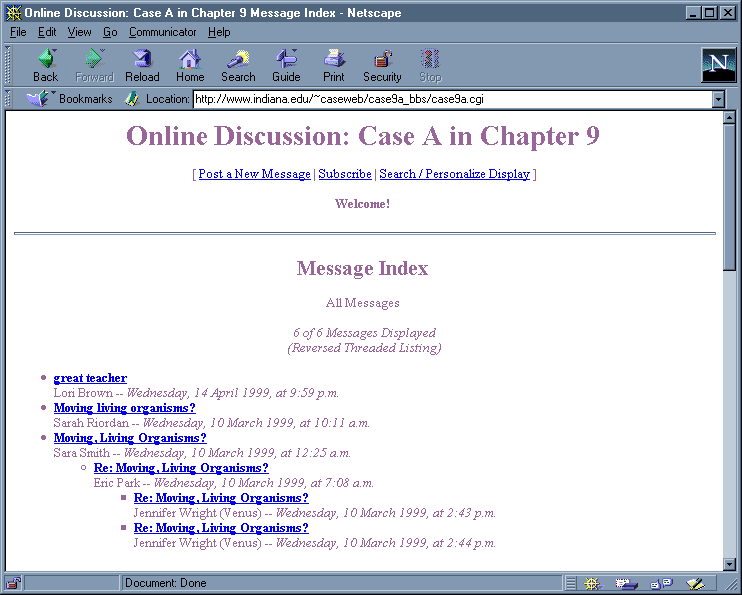 Online Discussion: Case A in Chapter 9 Message Index - Netscape
File Edit View Go Communicator Help
Back Forward Reload Home Search Guide Print Security Stop
N
Bookmarks Location: http://www.indiana.edu/~caseweb/case9a_bbs/case9a.cgi
Online Discussion: Case A in Chapter 9
[ Post a New Message | Subscribe | Search / Personalize Display ]
Welcome!
Message Index
All Messages
6 of 6 Messages Displayed
(Reversed Threaded Listing)
great teacher
Lori Brown -- Wednesday, 14 April 1999, at 9:59 p.m.
Moving living organisms?
Sarah Riordan -- Wednesday, 10 March 1999, at 10:11 a.m.
Moving, Living Organisms?
Sara Smith -- Wednesday, 10 March 1999, at 12:25 a.m.
Re: Moving, Living Organisms?
Eric Park -- Wednesday, 10 March 1999, at 7:08 a.m.
Re: Moving, Living Organisms?
Jennifer Wright (Venus) -- Wednesday, 10 March 1999, at 2:43 p.m.
Re: Moving, Living Organisms?
Jennifer Wright (Venus) -- Wednesday, 10 March 1999, at 2:44 p.m.
Document: Done